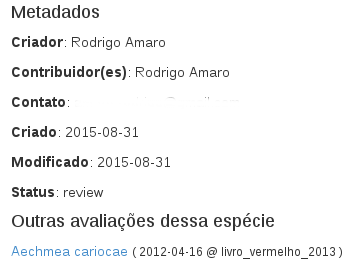 Metadados
Criador: Rodrigo Amaro
Contribuidor(es): Rodrigo Amaro
Contato:
Criado: 2015-08-31
Modificado: 2015-08-31
Status: review
Outras avaliações dessa espécie
Aechmea cariocae ( 2012-04-16 @ livro_vermelho_2013 )